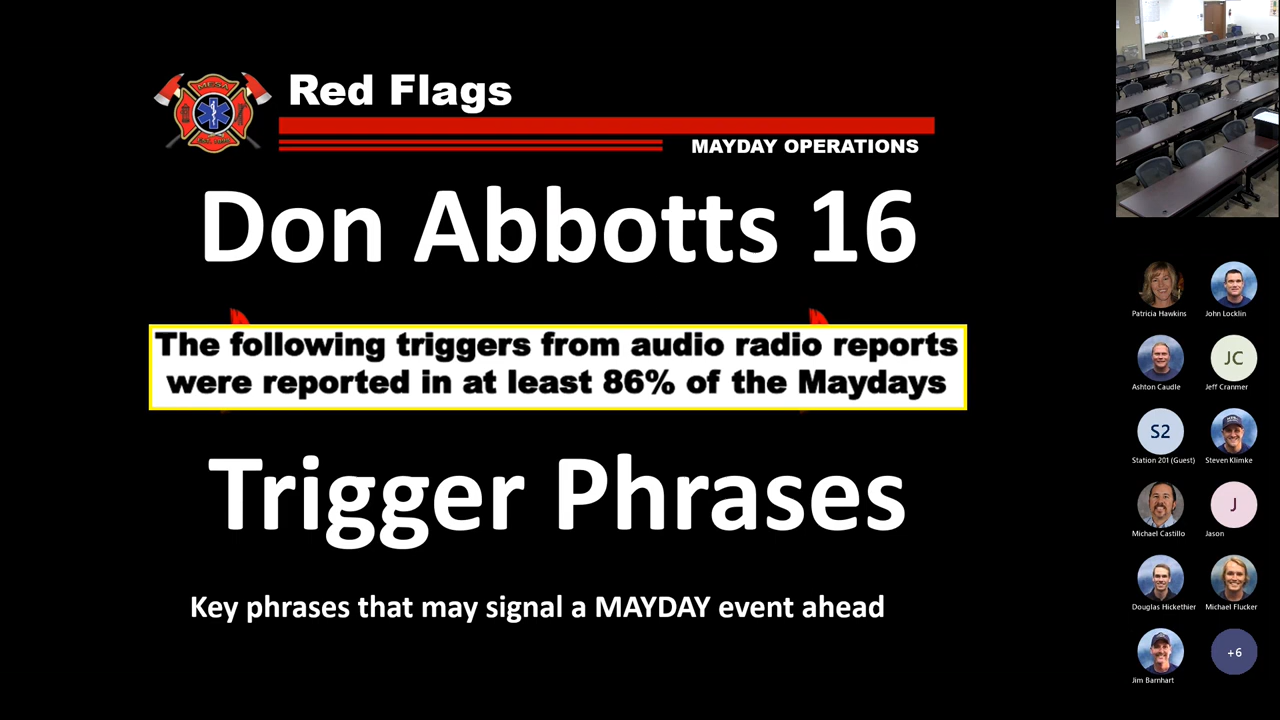 Red Flags
MAYDAY OPERATIONS
Don Abbotts 16
The following triggers from audio radio reports
were reported in at least 86% of the Maydays
Trigger Phrases
Key phrases that may signal a MAYDAY event ahead
MESA
Patricia Hawkins
John Locklin
Ashton Caudle
JC
Jeff Cranmer
S2
Station 201 (Guest)
Steven Klimke
Michael Castillo
J
Jason
Douglas Hickethier
Michael Flucker
Jim Barnhart
+6